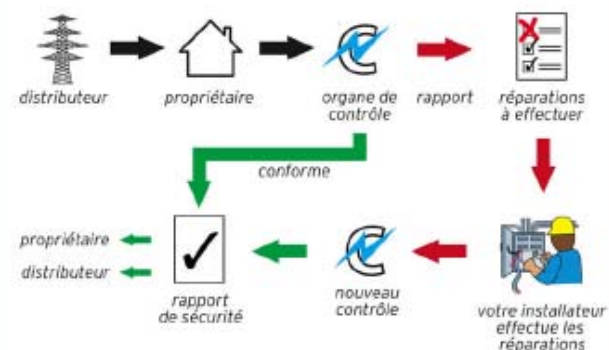 distributeur
propriétaire
organe de
contrôle
rapport
réparations
à effectuer
conforme
propriétaire
distributeur
rapport
de sécurité
nouveau
contrôle
votre installateur
effectue les
réparations